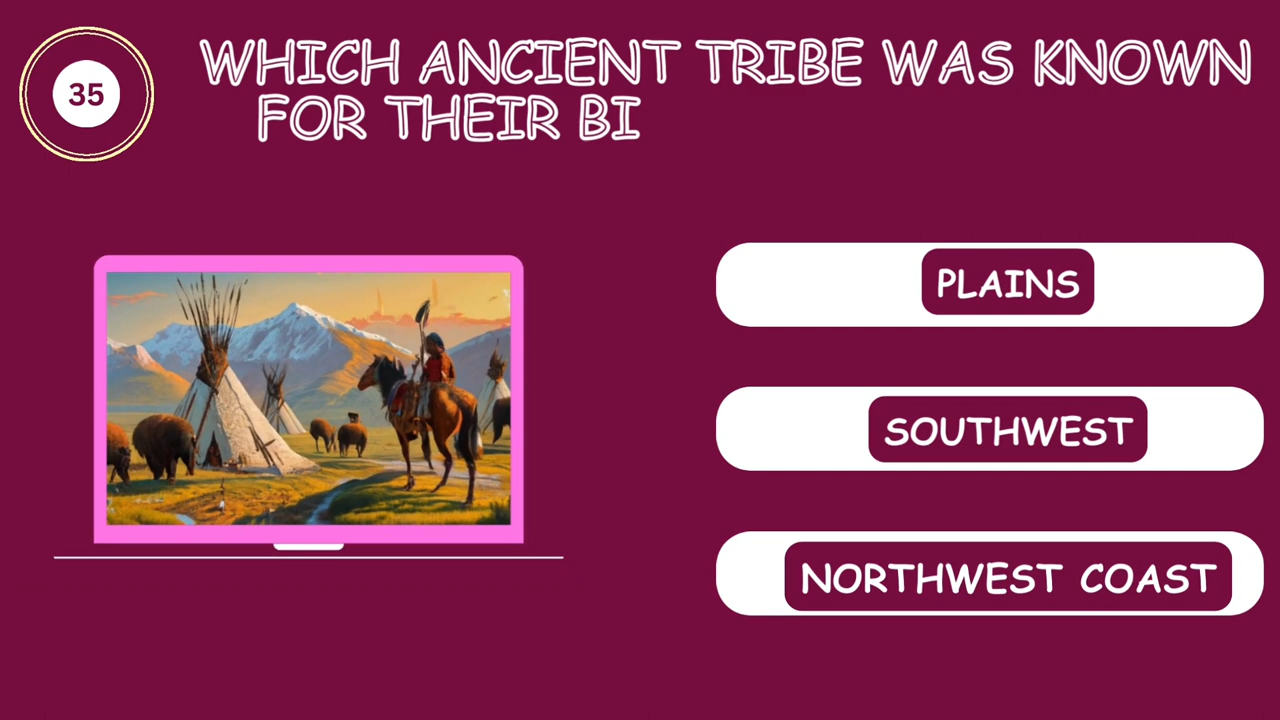 35
WHICH ANCIENT TRIBE WAS KNOWN
FOR THEIR BI
PLAINS
SOUTHWEST
NORTHWEST COAST